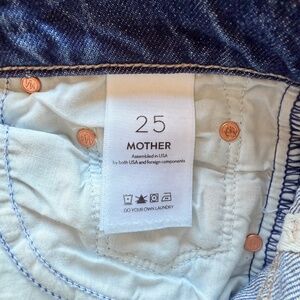 25
MOTHER
Assembled in USA
by both USA and foreign components
DO YOUR OWN LAUNDRY